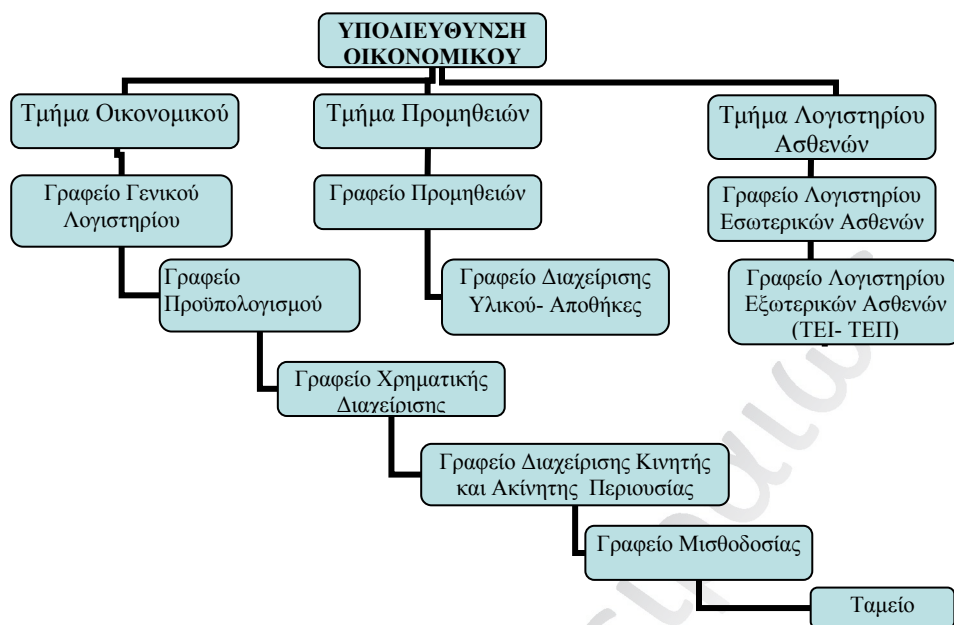 ΥΠΟΔΙΕΥΘΥΝΣΗ
ΟΙΚΟΝΟΜΙΚΟΥ
Τμήμα Οικονομικού
Τμήμα Προμηθειών
Τμήμα Λογιστηρίου
Ασθενών
Γραφείο Γενικού
Λογιστηρίου
Γραφείο Προμηθειών
Γραφείο Λογιστηρίου
Εσωτερικών Ασθενών
Γραφείο
Προϋπολογισμού
Γραφείο Διαχείρισης
Υλικού- Αποθήκες
Γραφείο Λογιστηρίου
Εξωτερικών Ασθενών
(ΤΕΙ- ΤΕΠ)
Γραφείο Χρηματικής
Διαχείρισης
Γραφείο Διαχείρισης Κινητής
και Ακίνητης Περιουσίας
Γραφείο Μισθοδοσίας
Ταμείο